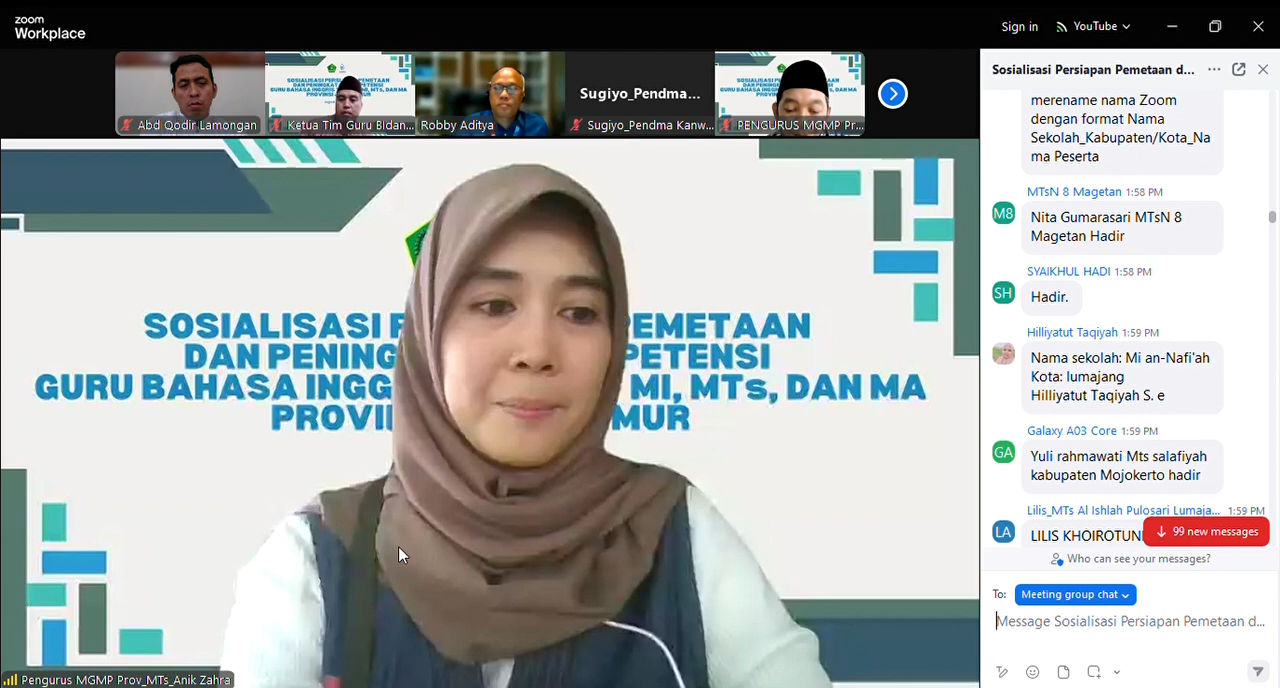 zoom
Workplace
Sign in
YouTube
Abd Qodir Lamongan
Ketua Tim Guru BIdan...
Robby Aditya
Sugiyo_Pendma...
Sugiyo_Pendma Kanw...
PENGURUS MGMP Pr...
SOSIALISASI
PEMETAAN
DAN PENING
PETENSI
GURU BAHASA INGG
MI, MTs, DAN MA
PROVIN
MUR
Pengurus MGMP Prov_MTs_Anik Zahra
Sosialisasi Persiapan Pemetaan d...
merename nama Zoom
dengan format Nama
Sekolah_Kabupaten/Kota_Na
ma Peserta
MTsN 8 Magetan 1:58 PM
M8
Nita Gumarasari MTsN 8
Magetan Hadir
SYAIKHUL HADI 1:58 PM
SH
Hadir.
Hilliyatut Taqiyah 1:59 PM
Nama sekolah: Mi an-Nafi'ah
Kota: lumajang
Hilliyatut Taqiyah S. e
Galaxy A03 Core 1:59 PM
GA
Yuli rahmawati Mts salafiyah
kabupaten Mojokerto hadir
Lilis_MTs Al Ishlah Pulosari Lumaja... 1:59 PM
LA
LILIS KHOIROTUN
99 new messages
Who can see your messages?
To: Meeting group chat
Message Sosialisasi Persiapan Pemetaan d...